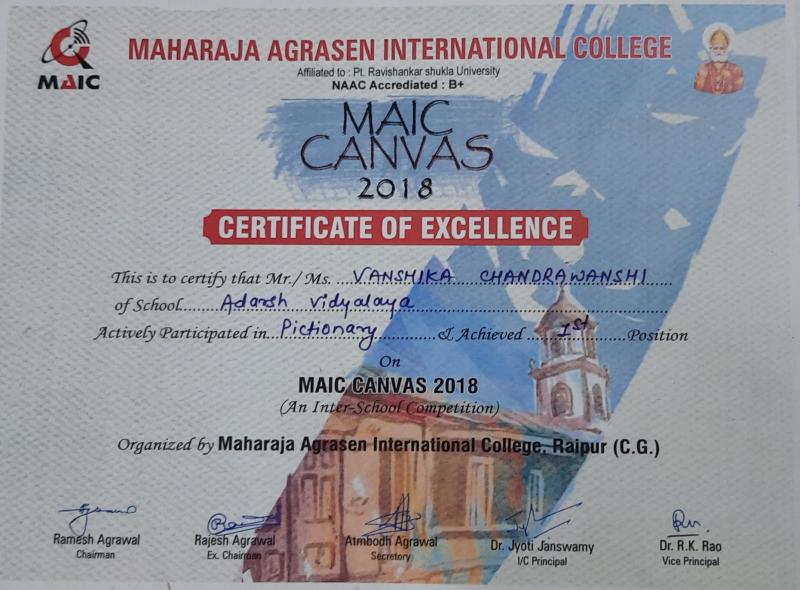 MAIC
MAHARAJA AGRASEN INTERNATIONAL COLLEGE
Affiliated to : Pt. Ravishankar shukla University
NAAC Accredited : B+
MAIC
CANVAS
2018
CERTIFICATE OF EXCELLENCE
This is to certify that Mr./ Ms. VANSHIKA CHANDRAWANSHI
of School Adarsh Vidyalaya
Actively Participated in Pictionary & Achieved Ist Position
On
MAIC CANVAS 2018
(An Inter-School Competition)
Organized by Maharaja Agrasen International College, Raipur (C.G.)
Ramesh Agrawal Rajesh Agrawal Atmbodh Agrawal Dr. Jyoti Janswamy Dr. R.K. Rao
Chairman Ex. Chairman Secretary I/C Principal Vice Principal